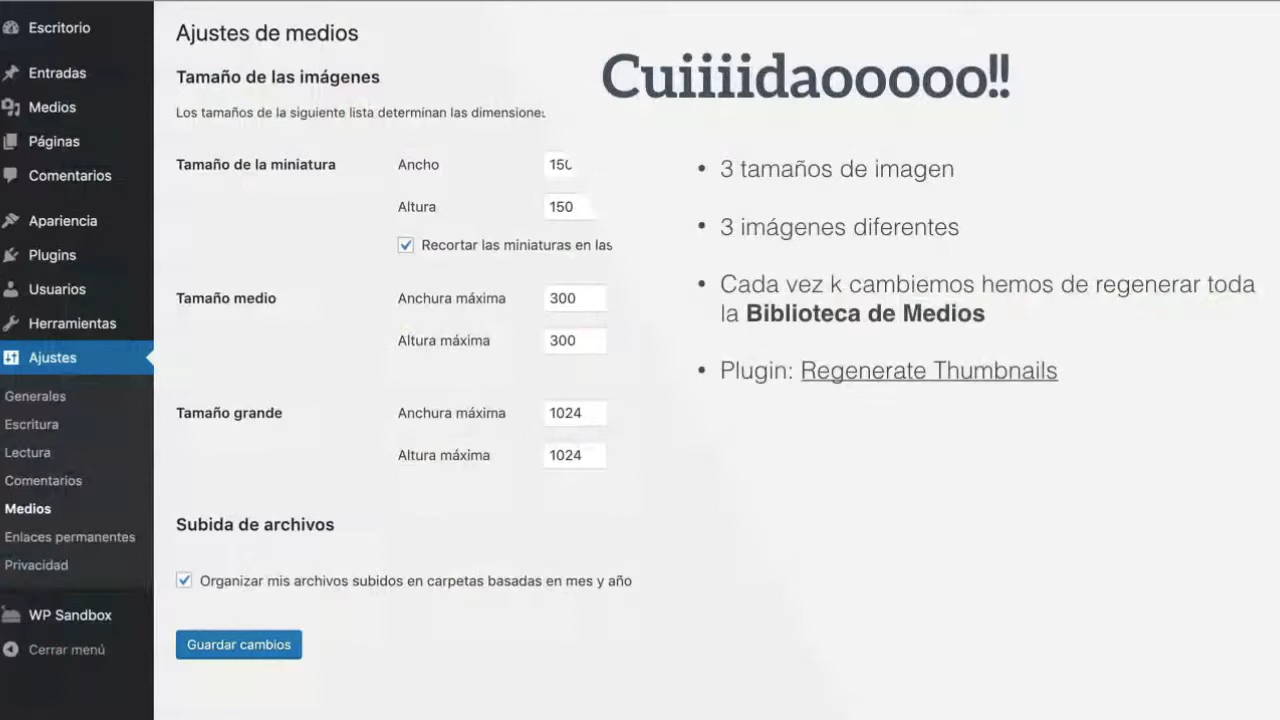 Escritorio
Entradas
Medios
Páginas
Comentarios
Apariencia
Plugins
Usuarios
Herramientas
Ajustes
Generales
Escritura
Lectura
Comentarios
Medios
Enlaces permanentes
Privacidad
WP Sandbox
Cerrar menú
Ajustes de medios
Tamaño de las imágenes
Los tamaños de la siguiente lista determinan las
Tamaño de la miniatura Ancho 150
Altura 150
Recortar las miniaturas en las
Tamaño medio Anchura máxima 300
Altura máxima 300
Tamaño grande Anchura máxima 1024
Altura máxima 1024
Subida de archivos
Organizar mis archivos subidos en carpetas basadas en mes y año
Guardar cambios
Cuiiiidaooooo!!
• 3 tamaños de imagen
• 3 imágenes diferentes
• Cada vez k cambiemos hemos de regenerar toda
la Biblioteca de Medios
• Plugin: Regenerate Thumbnails